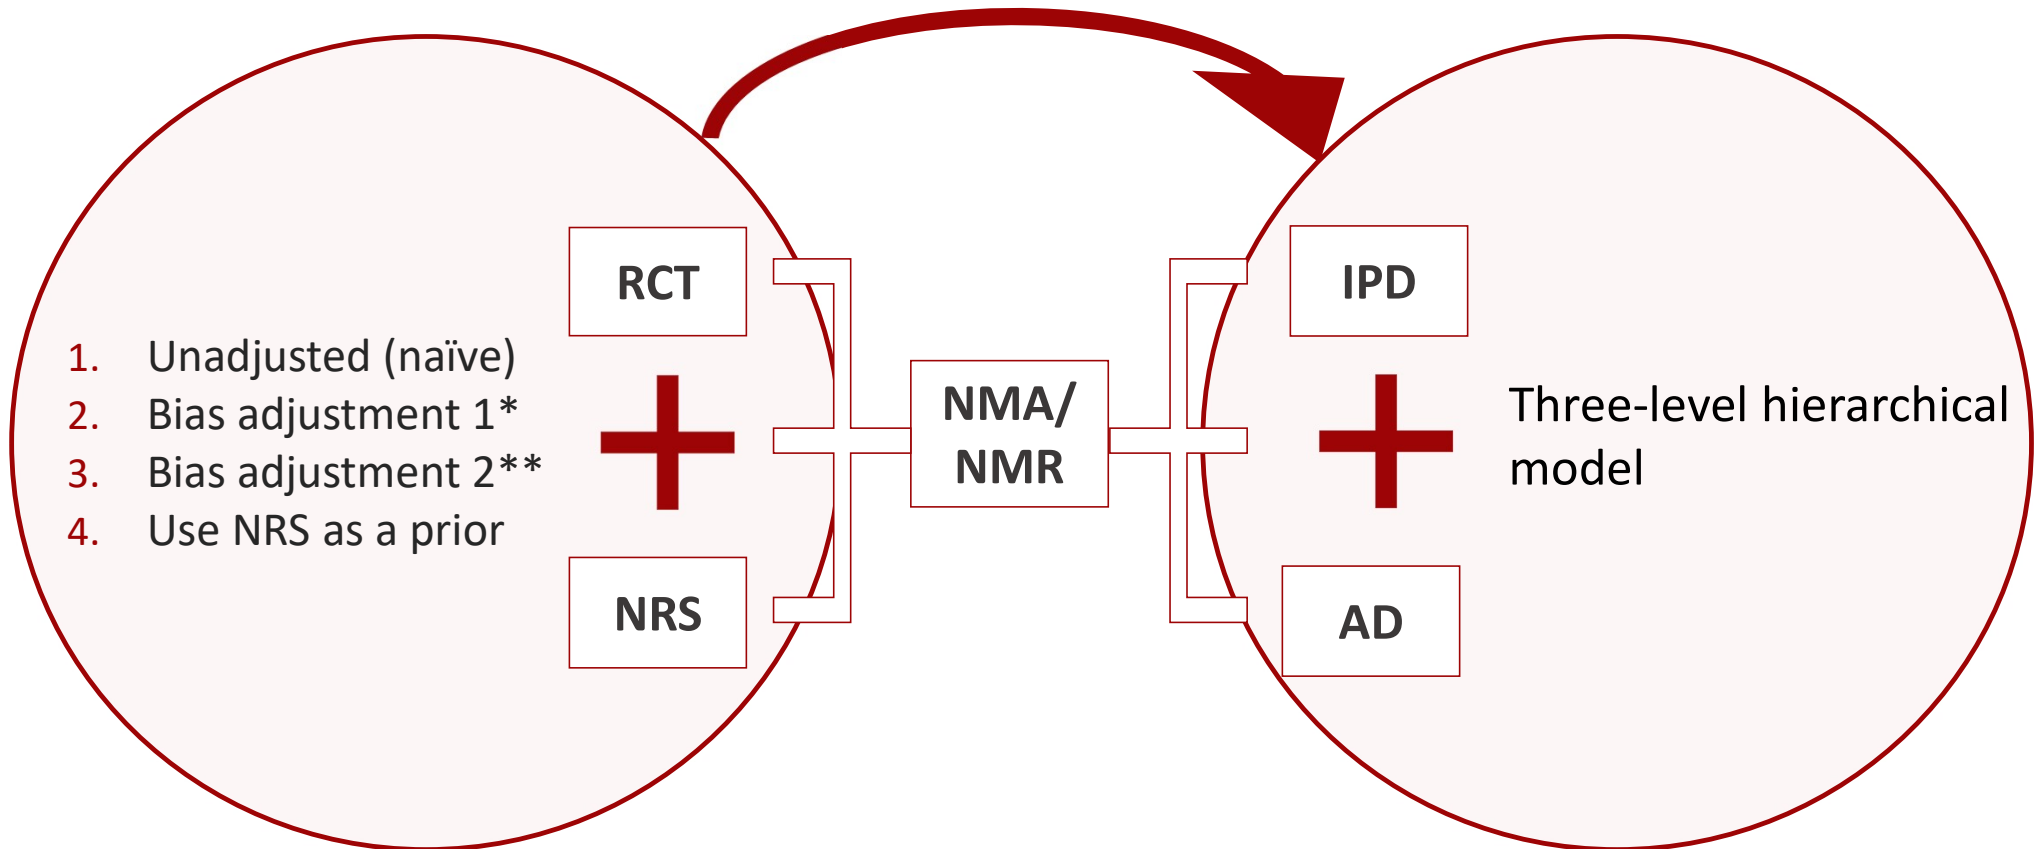 RCT
1. Unadjusted (naïve)
2. Bias adjustment 1*
3. Bias adjustment 2**
4. Use NRS as a prior
NRS
NMA/
NMR
IPD
Three-level hierarchical
model
AD